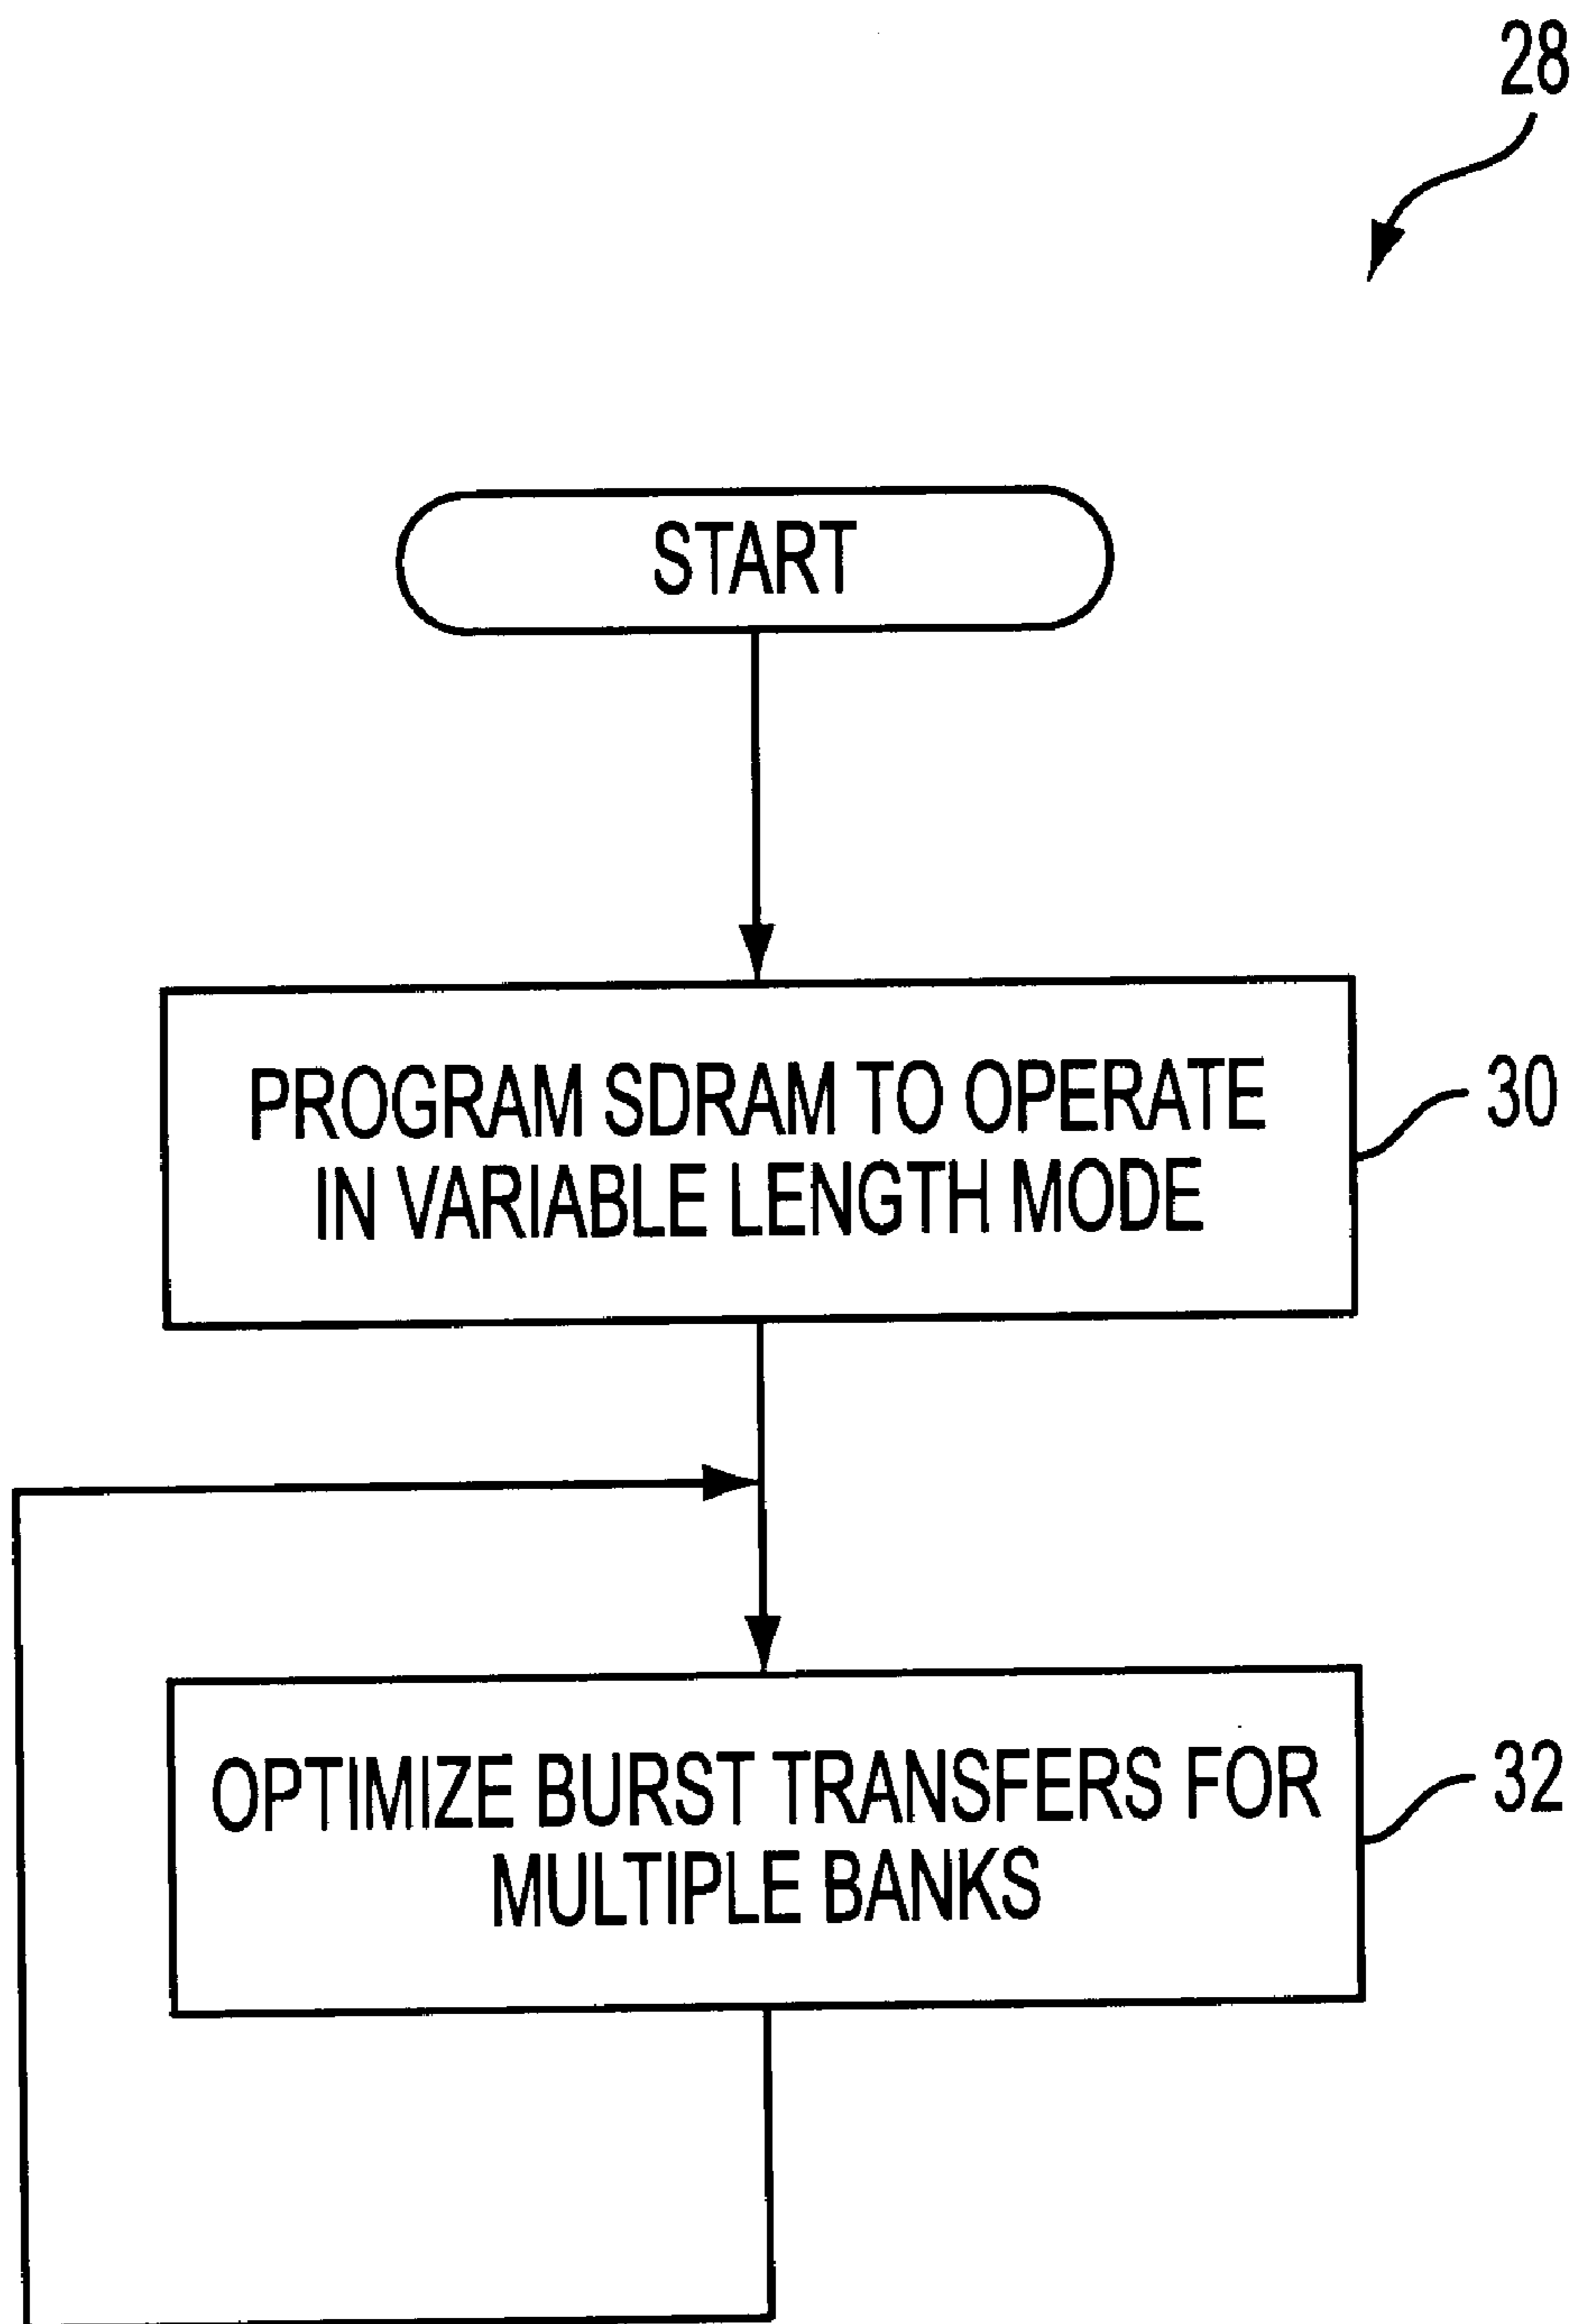 28
START
PROGRAM SDRAM TO OPERATE
IN VARIABLE LENGTH MODE
30
OPTIMIZE BURST TRANSFERS FOR
MULTIPLE BANKS
32